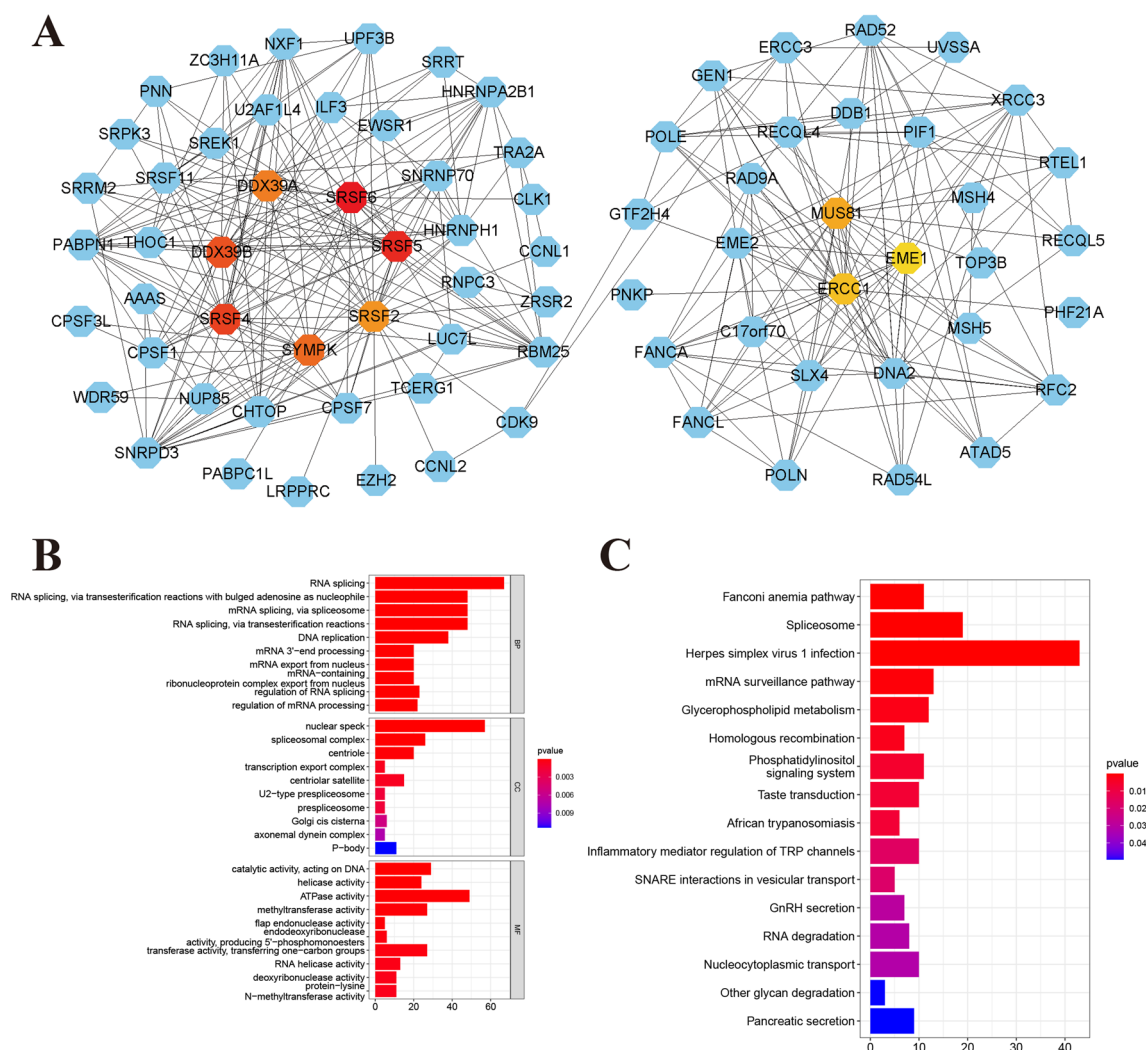 A
NXF1
UPF3B
ZC3H11A
SRRT
PNN
U2AF1L4
ILF3
HNRNPA2B1
EWSR1
SRPK3
SREK1
TRA2A
SRRM2
SRSF11
DDX39A
SRSF6
SNRNP70
CLK1
PABPN1
THOC1
DDX39B
SRSF5
HNRNPH1
CCNL1
RNPC3
AAAS
ZRSR2
CPSF3L
SRSF4
SRSF2
LUC7L
CPSF1
SYMPK
RBM25
WDR59
NUP85
CHTOP
CPSF7
TCERG1
CDK9
SNRPD3
PABPC1L
LRPPRC
EZH2
CCNL2
ERCC3
RAD52
UVSSA
GEN1
XRCC3
POLE
RECQL4
DDB1
PIF1
RTEL1
RAD9A
MSH4
GTF2H4
MUS81
EME2
RECQL5
EME1
TOP3B
PNKP
ERCC1
PHF21A
C17orf70
MSH5
FANCA
SLX4
DNA2
RFC2
FANCL
ATAD5
POLN
RAD54L
B
RNA splicing
RNA splicing, via transesterification reactions with bulged adenosine as nucleophile
mRNA splicing, via spliceosome
RNA splicing, via transesterification reactions
DNA replication
mRNA 3'−end processing
mRNA export from nucleus
mRNA−containing
ribonucleoprotein complex export from nucleus
regulation of RNA splicing
regulation of mRNA processing
BP
nuclear speck
spliceosomal complex
centriole
transcription export complex
centriolar satellite
U2−type prespliceosome
prespliceosome
Golgi cis cisterna
axonemal dynein complex
P−body
CC
catalytic activity, acting on DNA
helicase activity
ATPase activity
methyltransferase activity
flap endonuclease activity
endodeoxyribonuclease
activity, producing 5'−phosphomonoesters
transferase activity, transferring one−carbon groups
RNA helicase activity
deoxyribonuclease activity
protein−lysine
N−methyltransferase activity
MF
0 20 40 60
pvalue
0.003
0.006
0.009
C
Fanconi anemia pathway
Spliceosome
Herpes simplex virus 1 infection
mRNA surveillance pathway
Glycerophospholipid metabolism
Homologous recombination
Phosphatidylinositol
signaling system
Taste transduction
African trypanosomiasis
Inflammatory mediator regulation of TRP channels
SNARE interactions in vesicular transport
GnRH secretion
RNA degradation
Nucleocytoplasmic transport
Other glycan degradation
Pancreatic secretion
0 10 20 30 40
pvalue
0.01
0.02
0.03
0.04